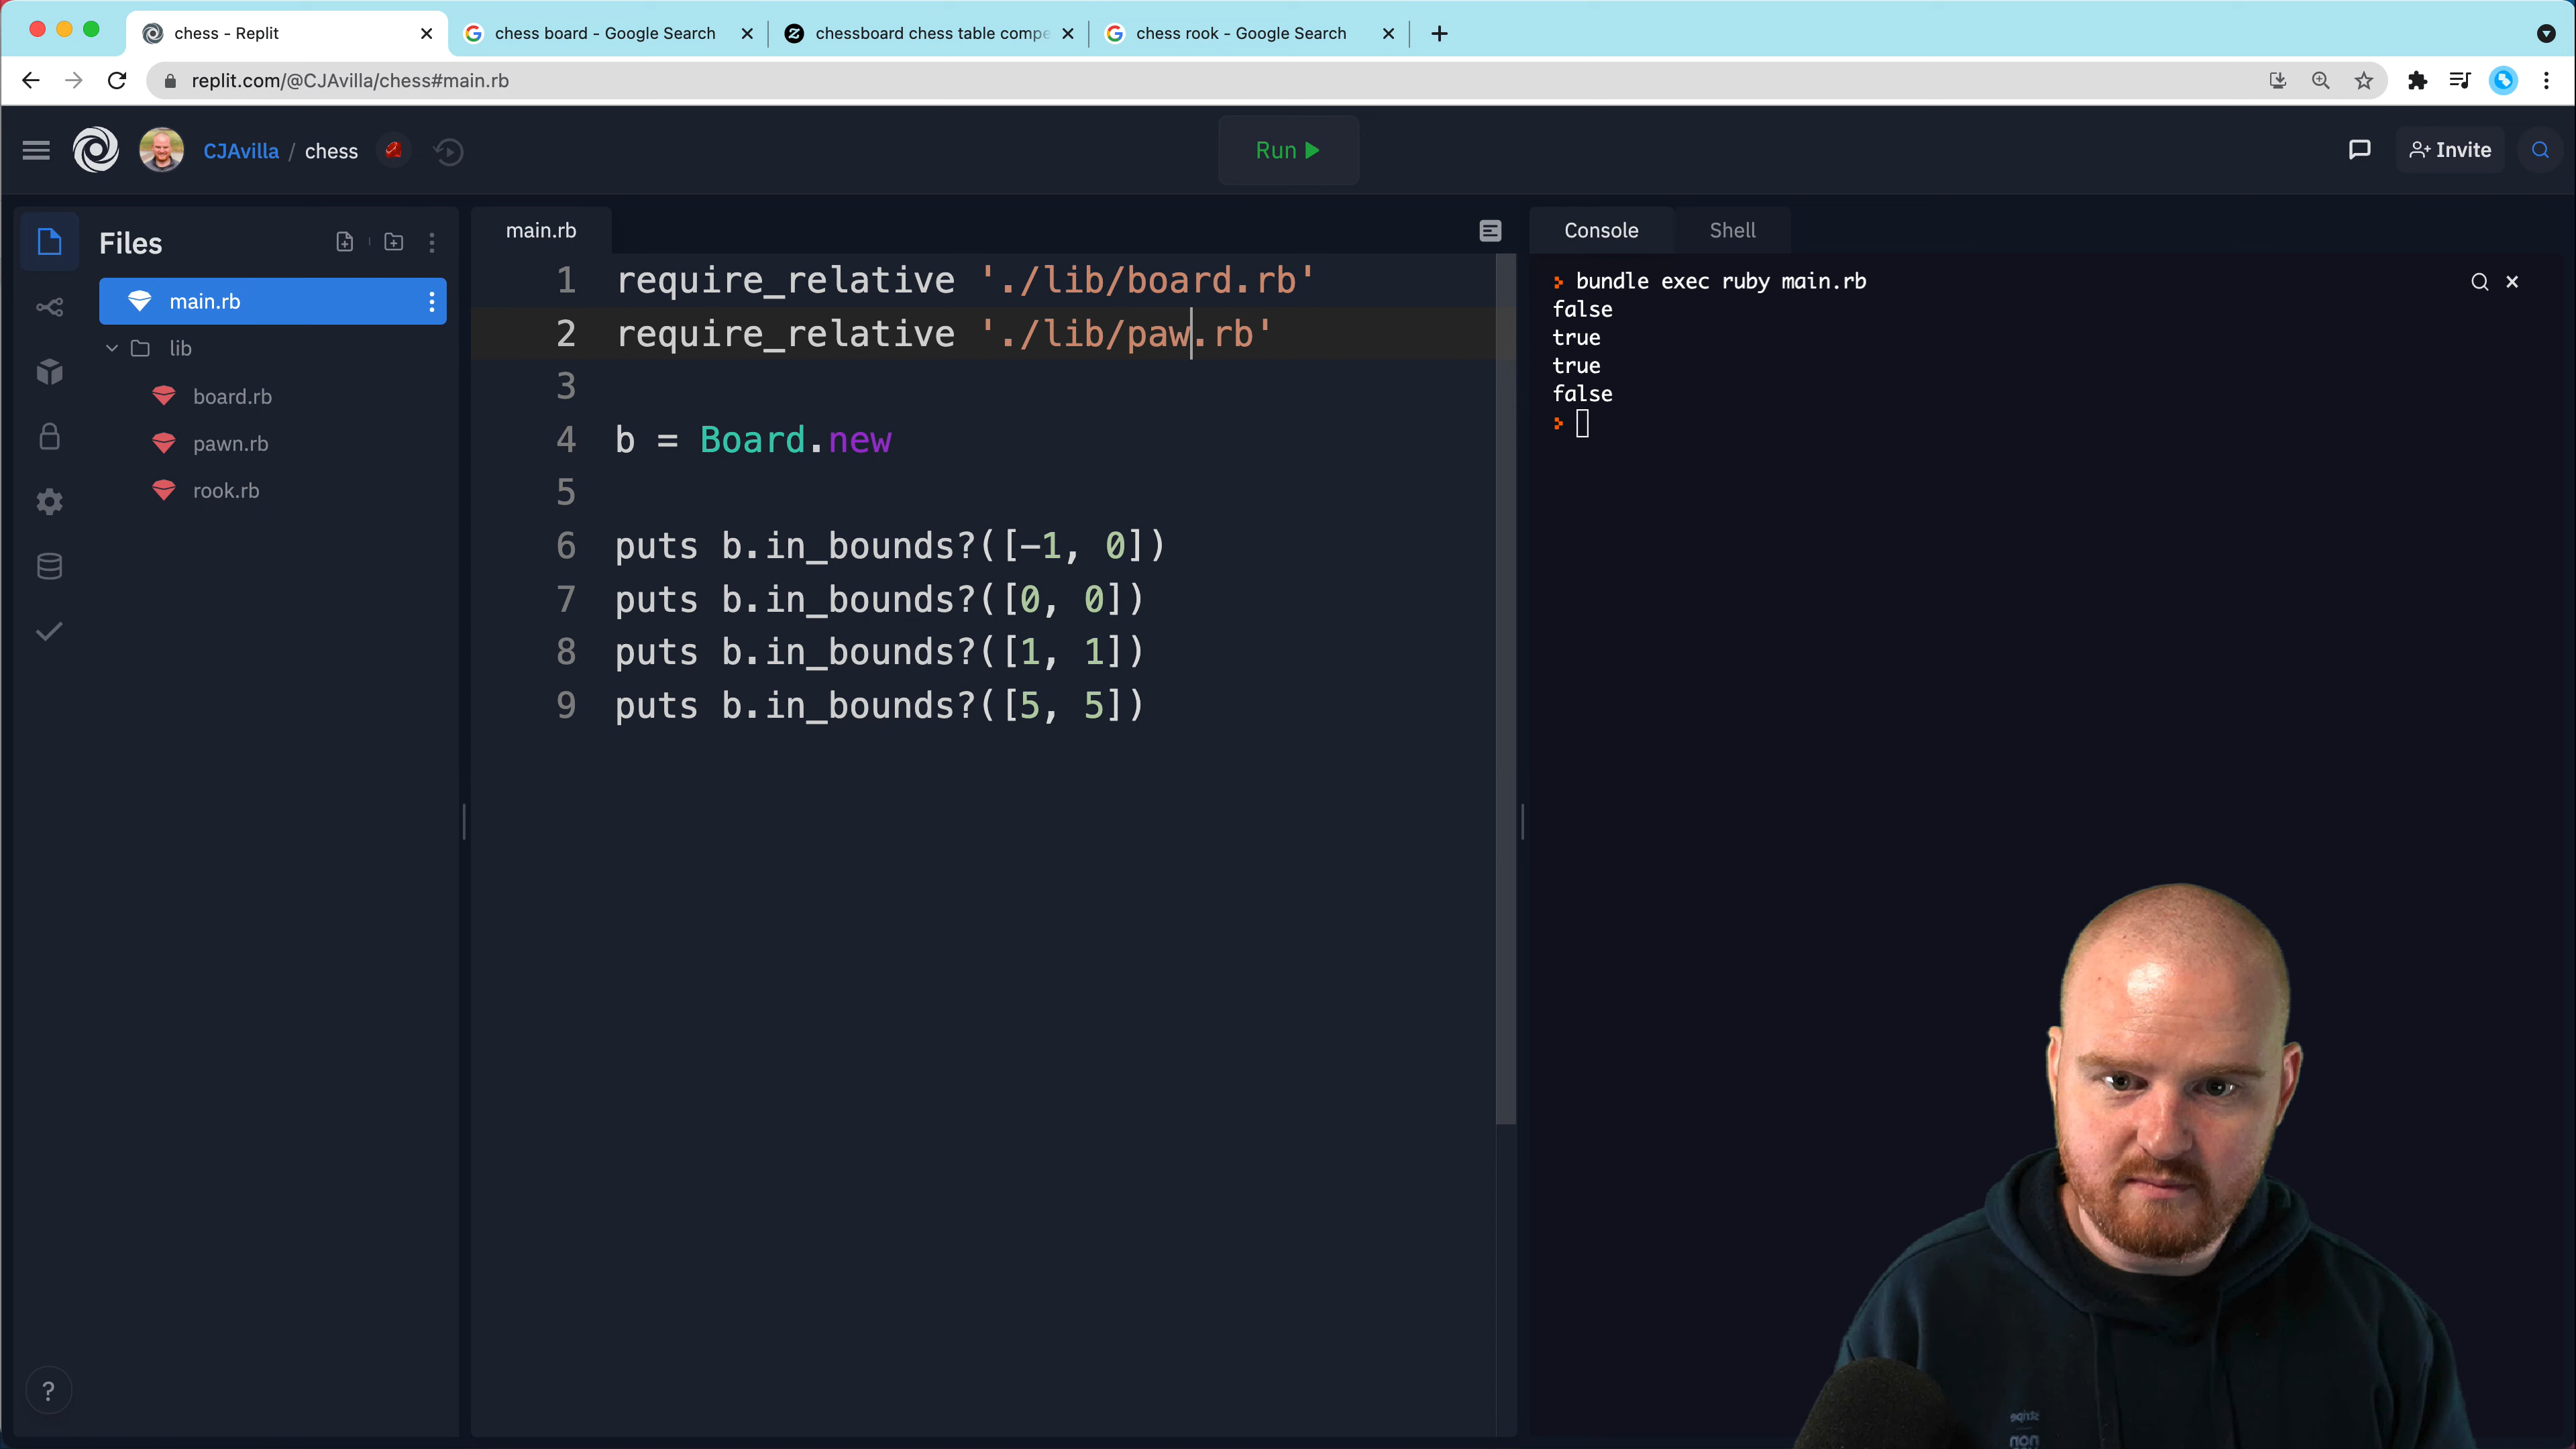 chess - Replit
chess board - Google Search
chessboard chess table compe
chess rook - Google Search
replit.com/@CJAvilla/chess#main.rb
CJAvilla / chess
Run
Invite
Files
main.rb
Console
Shell
main.rb
lib
board.rb
pawn.rb
rook.rb
1 require_relative './lib/board.rb'
2 require_relative './lib/paw.rb'
3
4 b = Board.new
5
6 puts b.in_bounds?([-1, 0])
7 puts b.in_bounds?([0, 0])
8 puts b.in_bounds?([1, 1])
9 puts b.in_bounds?([5, 5])
bundle exec ruby main.rb
false
true
true
false
?
stripe
non